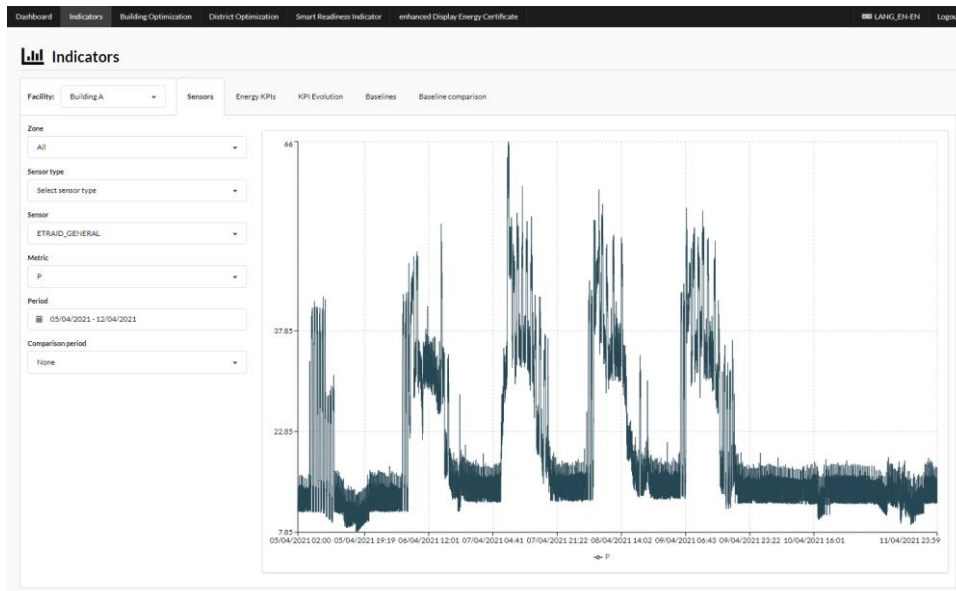 Dashboard Indicators Building Optimization District Optimization Smart Readiness Indicator enhanced Display Energy Certificate LANG_EN-EN Logou
Indicators
Facility: Building A Sensors Energy KPIs KPI Evolution Baselines Baseline comparison
Zone
All
Sensor type
Select sensor type
Sensor
ETRAID_GENERAL
Metric
P
Period
05/04/2021 - 12/04/2021
Comparison period
None
66
37.85
22.85
7.85
05/04/2021 02:00 05/04/2021 19:19 06/04/2021 12:01 07/04/2021 04:41 07/04/2021 21:22 08/04/2021 14:02 09/04/2021 06:43 09/04/2021 23:22 10/04/2021 16:01 11/04/2021 23:59
P